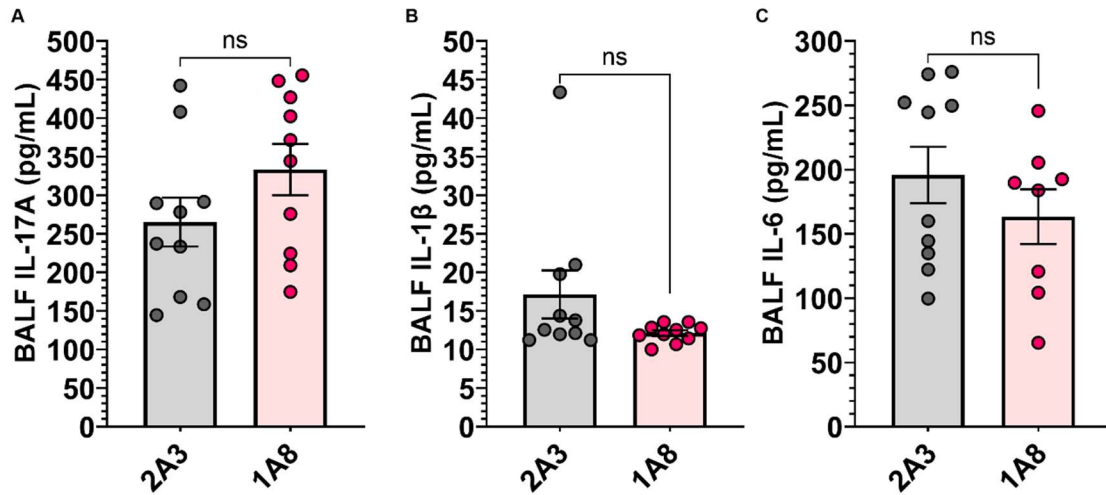 A
BALF IL-17A (pg/mL)
500
450
400
350
300
250
200
150
100
50
0
ns
2A3
1A8
B
BALF IL-1β (pg/mL)
50
45
40
35
30
25
20
15
10
5
0
ns
2A3
1A8
C
BALF IL-6 (pg/mL)
300
250
200
150
100
50
0
ns
2A3
1A8